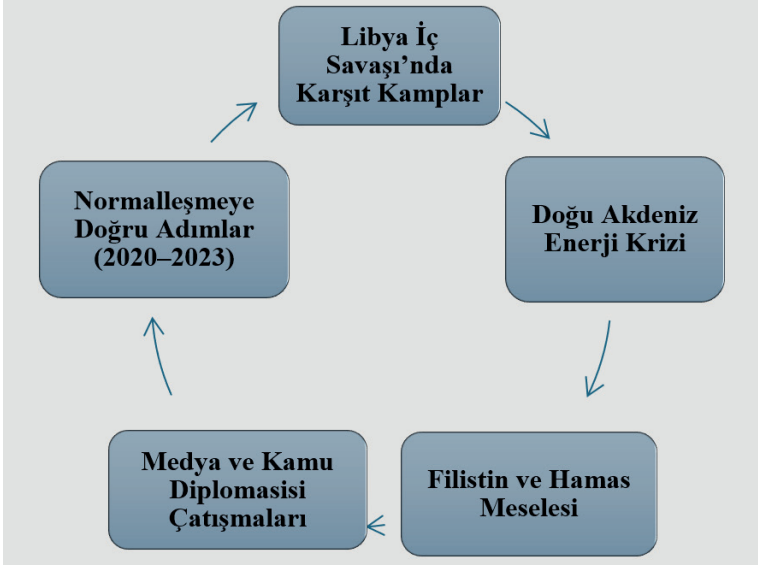 Libya İç
Savaşı’nda
Karşıt Kamplar
Doğu Akdeniz
Enerji Krizi
Filistin ve Hamas
Meselesi
Medya ve Kamu
Diplomasisi
Çatışmaları
Normalleşmeye
Doğru Adımlar
(2020–2023)